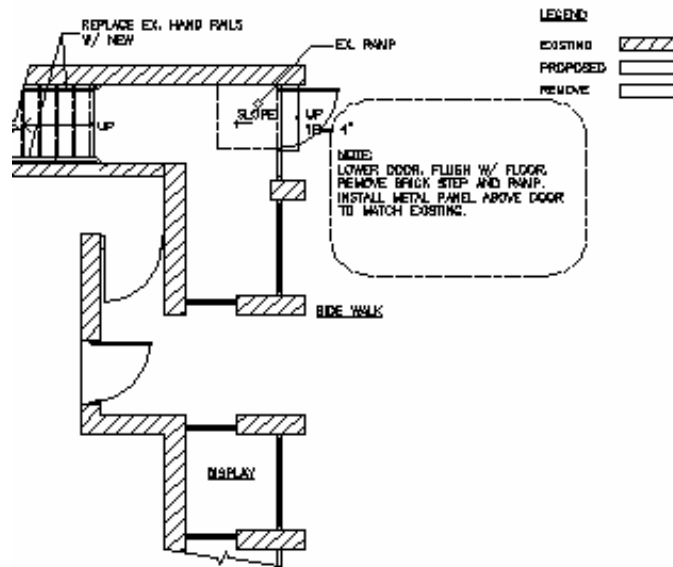 LEGEND
EXISTING
PROPOSED
REMOVE
REPLACE EX. HAND RAILS
W/ NEW
EX. RAMP
UP
SLOPE
UP
4"
NOTE:
LOWER DOOR, FLUSH W/ FLOOR,
REMOVE BRICK STEP AND RAMP.
INSTALL METAL PANEL ABOVE DOOR
TO MATCH EXISTING.
SIDE WALK
DISPLAY